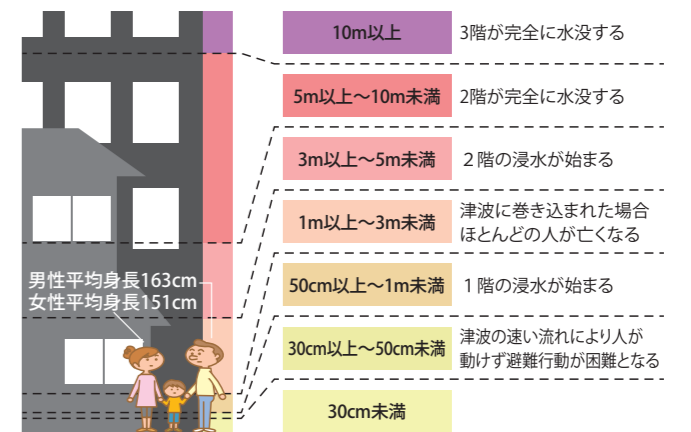 10m以上
3階が完全に水没する
5m以上～10m未満
2階が完全に水没する
3m以上～5m未満
２階の浸水が始まる
1m以上～3m未満
津波に巻き込まれた場合
ほとんどの人が亡くなる
男性平均身長163cm
女性平均身長151cm
50cm以上～1m未満
１階の浸水が始まる
30cm以上～50cm未満
津波の速い流れにより人が
動けず避難行動が困難となる
30cm未満